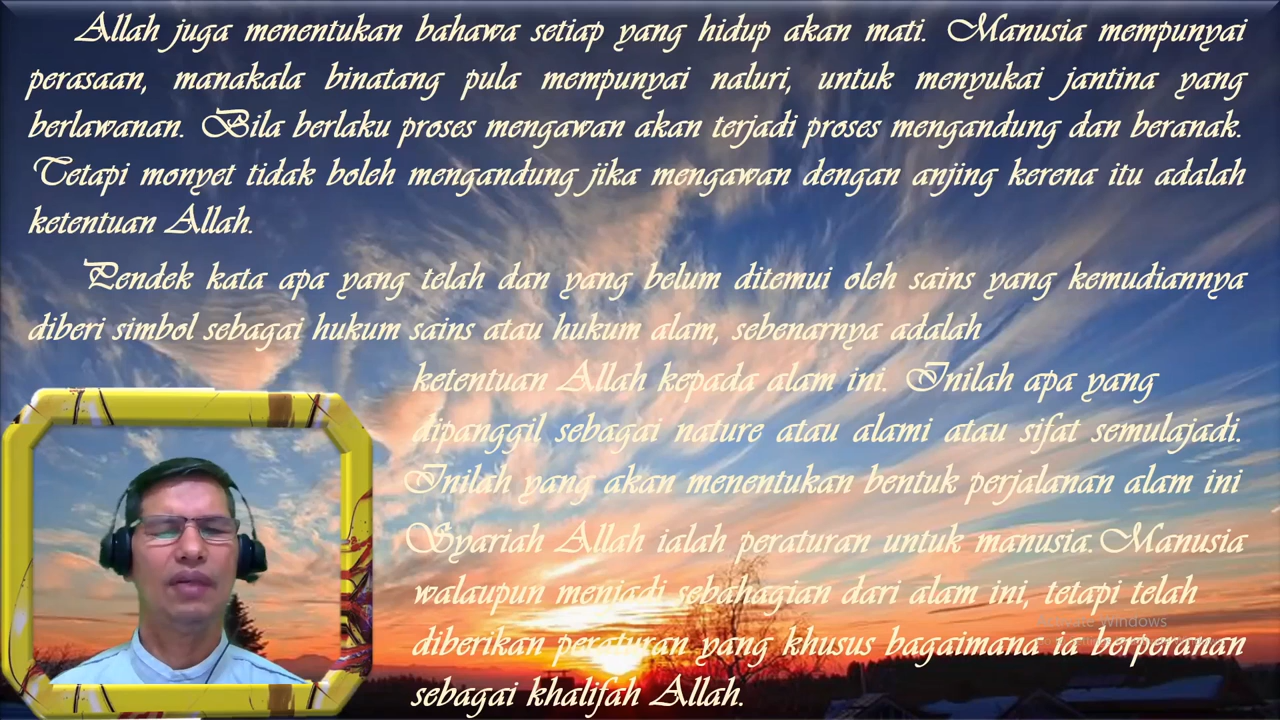 Allah juga menentukan bahawa setiap yang hidup akan mati. Manusia mempunyai
perasaan, manakala binatang pula mempunyai naluri, untuk menyukai jantina yang
berlawanan. Bila berlaku proses mengawan akan terjadi proses mengandung dan beranak.
Tetapi monyet tidak boleh mengandung jika mengawan dengan anjing kerena itu adalah
ketentuan Allah.
Pendek kata apa yang telah dan yang belum ditemui oleh sains yang kemudiannya
diberi simbol sebagai hukum sains atau hukum alam, sebenarnya adalah
ketentuan Allah kepada alam ini. Inilah apa yang
dipanggil sebagai nature atau alami atau sifat semulajadi.
Inilah yang akan menentukan bentuk perjalanan alam ini
Syariah Allah ialah peraturan untuk manusia. Manusia
walaupun menjadi sebahagian dari alam ini, tetapi telah
Activate Windows
diberikan peraturan yang khusus bagaimana ia berperanan
sebagai khalifah Allah.